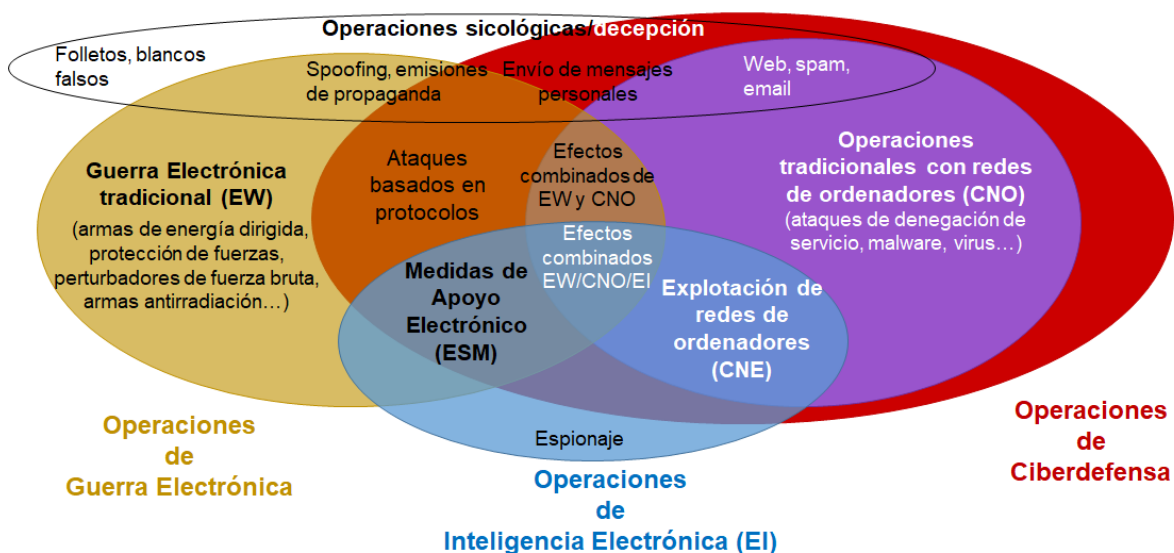 Operaciones sicológicas/decepción
Folletos, blancos
falsos
Spoofing, emisiones
de propaganda
Envío de mensajes
personales
Web, spam,
email
Guerra Electrónica
tradicional (EW)
(armas de energía dirigida,
protección de fuerzas,
perturbadores de fuerza bruta,
armas antirradiación…)
Ataques
basados en
protocolos
Efectos
combinados de
EW y CNO
Operaciones
tradicionales con redes
de ordenadores (CNO)
(ataques de denegación de
servicio, malware, virus…)
Efectos
combinados
EW/CNO/EI
Medidas de
Apoyo
Electrónico
(ESM)
Explotación de
redes de
ordenadores
(CNE)
Espionaje
Operaciones
de
Guerra Electrónica
Operaciones
de
Inteligencia Electrónica (EI)
Operaciones
de
Ciberdefensa